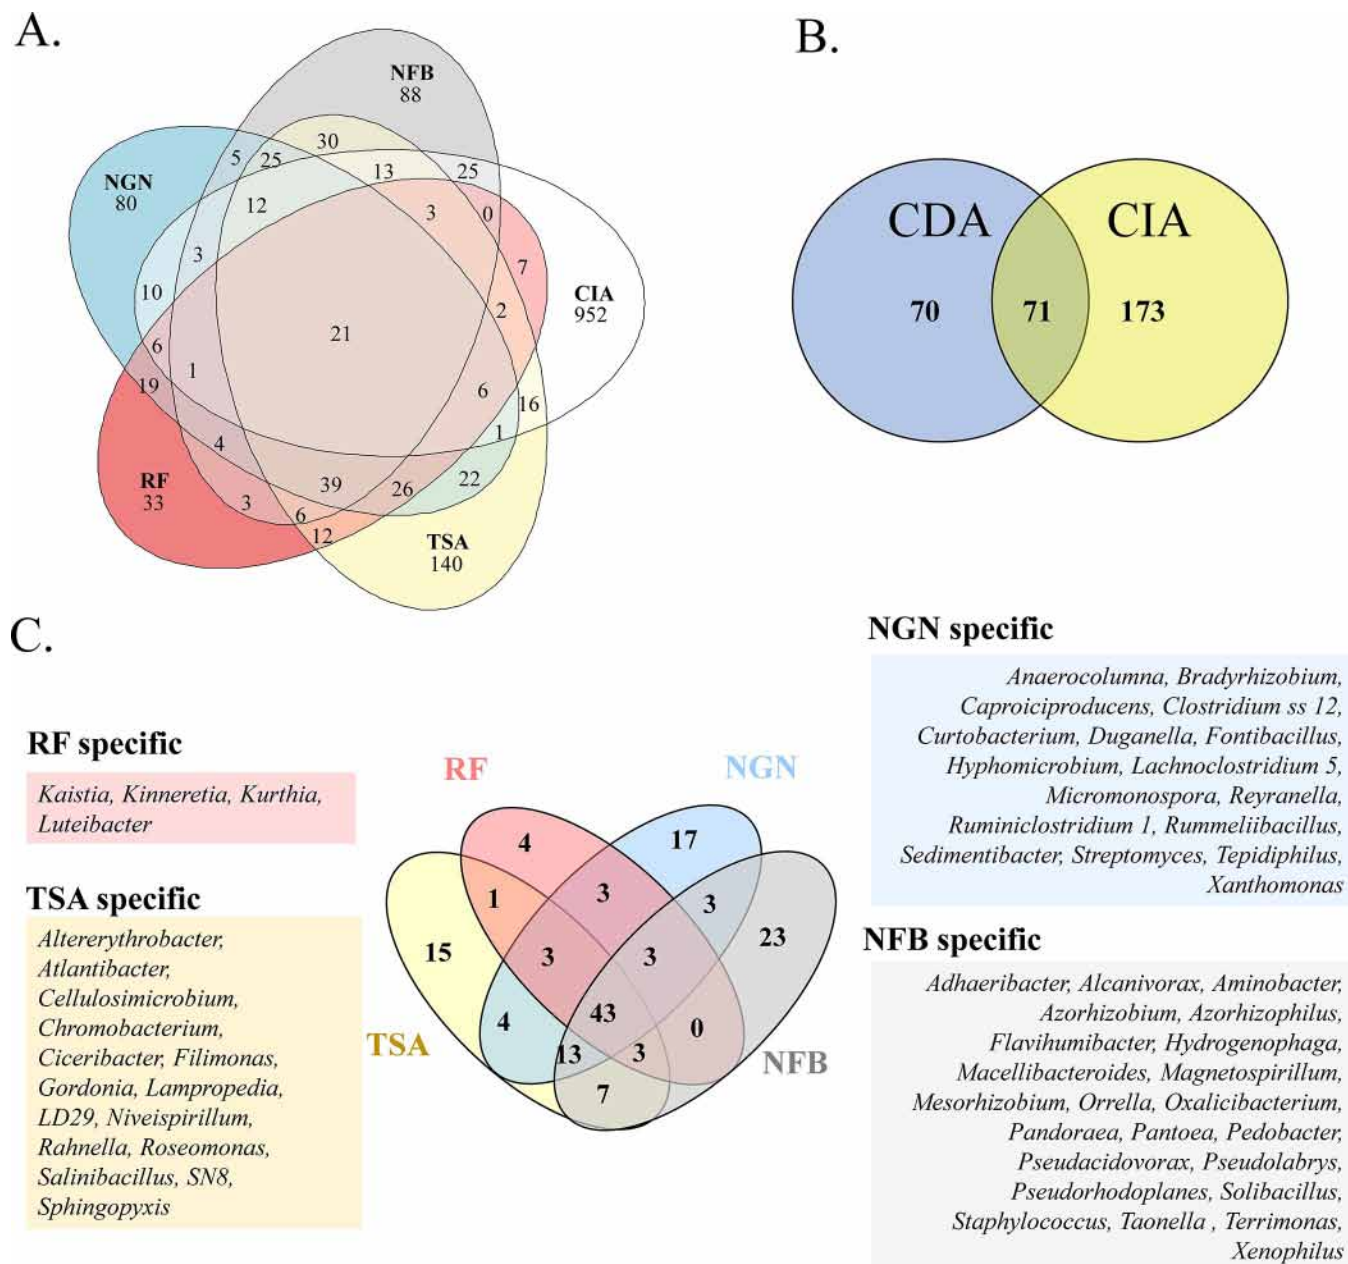 A.
NFB
88
30
5
25
13
25
NGN
80
12
3
0
3
7
10
CIA
952
2
21
6
1
19
6
16
1
4
RF
33
39
26
22
3
6
12
TSA
140
B.
CDA
CIA
70
71
173
C.
RF specific
Kaistia, Kinneretia, Kurthia,
Luteibacter
TSA specific
Altererythrobacter,
Atlantibacter,
Cellulosimicrobium,
Chromobacterium,
Ciceribacter, Filimonas,
Gordonia, Lampropedia,
LD29, Niveispirillum,
Rahnella, Roseomonas,
Salinibacillus, SN8,
Sphingopyxis
RF
NGN
4
17
1
3
3
15
23
3
3
43
4
0
TSA
13
3
NFB
7
NGN specific
Anaerocolumna, Bradyrhizobium,
Caproiciproducens, Clostridium ss 12,
Curtobacterium, Duganella, Fontibacillus,
Hyphomicrobium, Lachnoclostridium 5,
Micromonospora, Reyranella,
Ruminiclostridium 1, Rummeliibacillus,
Sedimentibacter, Streptomyces, Tepidiphilus,
Xanthomonas
NFB specific
Adhaeribacter, Alcanivorax, Aminobacter,
Azorhizobium, Azorhizophilus,
Flavihumibacter, Hydrogenophaga,
Macellibacteroides, Magnetospirillum,
Mesorhizobium, Orrella, Oxalicibacterium,
Pandoraea, Pantoea, Pedobacter,
Pseudacidovorax, Pseudolabrys,
Pseudorhodoplanes, Solibacillus,
Staphylococcus, Taonella , Terrimonas,
Xenophilus